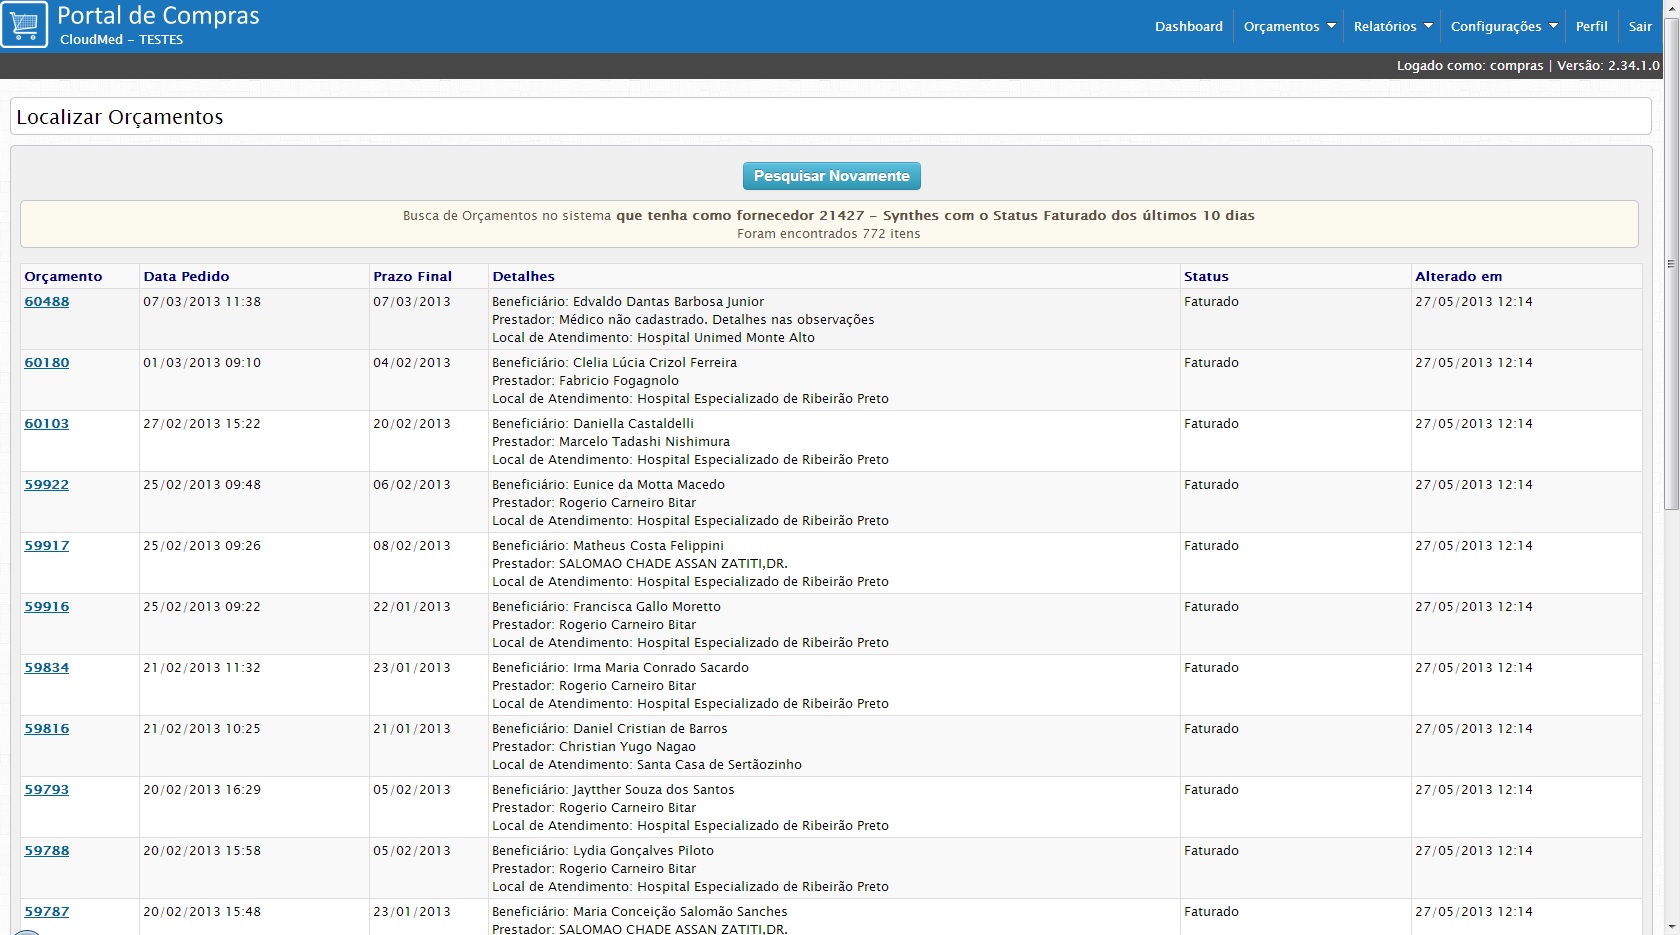 Portal de Compras
CloudMed - TESTES
Dashboard Orçamentos Relatórios Configurações Perfil Sair
Logado como: compras | Versão: 2.34.1.0
Localizar Orçamentos
Pesquisar Novamente
Busca de Orçamentos no sistema que tenha como fornecedor 21427 - Synthes com o Status Faturado dos últimos 10 dias
Foram encontrados 772 itens
Orçamento Data Pedido Prazo Final Detalhes Status Alterado em
60488 07/03/2013 11:38 07/03/2013 Beneficiário: Edvaldo Dantas Barbosa Junior Faturado 27/05/2013 12:14
Prestador: Médico não cadastrado. Detalhes nas observações
Local de Atendimento: Hospital Unimed Monte Alto
60180 01/03/2013 09:10 04/02/2013 Beneficiário: Clelia Lúcia Crizol Ferreira Faturado 27/05/2013 12:14
Prestador: Fabricio Fogagnolo
Local de Atendimento: Hospital Especializado de Ribeirão Preto
60103 27/02/2013 15:22 20/02/2013 Beneficiário: Daniella Castaldelli Faturado 27/05/2013 12:14
Prestador: Marcelo Tadashi Nishimura
Local de Atendimento: Hospital Especializado de Ribeirão Preto
59922 25/02/2013 09:48 06/02/2013 Beneficiário: Eunice da Motta Macedo Faturado 27/05/2013 12:14
Prestador: Rogerio Carneiro Bitar
Local de Atendimento: Hospital Especializado de Ribeirão Preto
59917 25/02/2013 09:26 08/02/2013 Beneficiário: Matheus Costa Felippini Faturado 27/05/2013 12:14
Prestador: SALOMAO CHADE ASSAN ZATITI,DR.
Local de Atendimento: Hospital Especializado de Ribeirão Preto
59916 25/02/2013 09:22 22/01/2013 Beneficiário: Francisca Gallo Moretto Faturado 27/05/2013 12:14
Prestador: Rogerio Carneiro Bitar
Local de Atendimento: Hospital Especializado de Ribeirão Preto
59834 21/02/2013 11:32 23/01/2013 Beneficiário: Irma Maria Conrado Sacardo Faturado 27/05/2013 12:14
Prestador: Rogerio Carneiro Bitar
Local de Atendimento: Hospital Especializado de Ribeirão Preto
59816 21/02/2013 10:25 21/01/2013 Beneficiário: Daniel Cristian de Barros Faturado 27/05/2013 12:14
Prestador: Christian Yugo Nagao
Local de Atendimento: Santa Casa de Sertãozinho
59793 20/02/2013 16:29 05/02/2013 Beneficiário: Jaytther Souza dos Santos Faturado 27/05/2013 12:14
Prestador: Rogerio Carneiro Bitar
Local de Atendimento: Hospital Especializado de Ribeirão Preto
59788 20/02/2013 15:58 05/02/2013 Beneficiário: Lydia Gonçalves Piloto Faturado 27/05/2013 12:14
Prestador: Rogerio Carneiro Bitar
Local de Atendimento: Hospital Especializado de Ribeirão Preto
59787 20/02/2013 15:48 23/01/2013 Beneficiário: Maria Conceição Salomão Sanches Faturado 27/05/2013 12:14
Prestador: SALOMAO CHADE ASSAN ZATITI,DR.